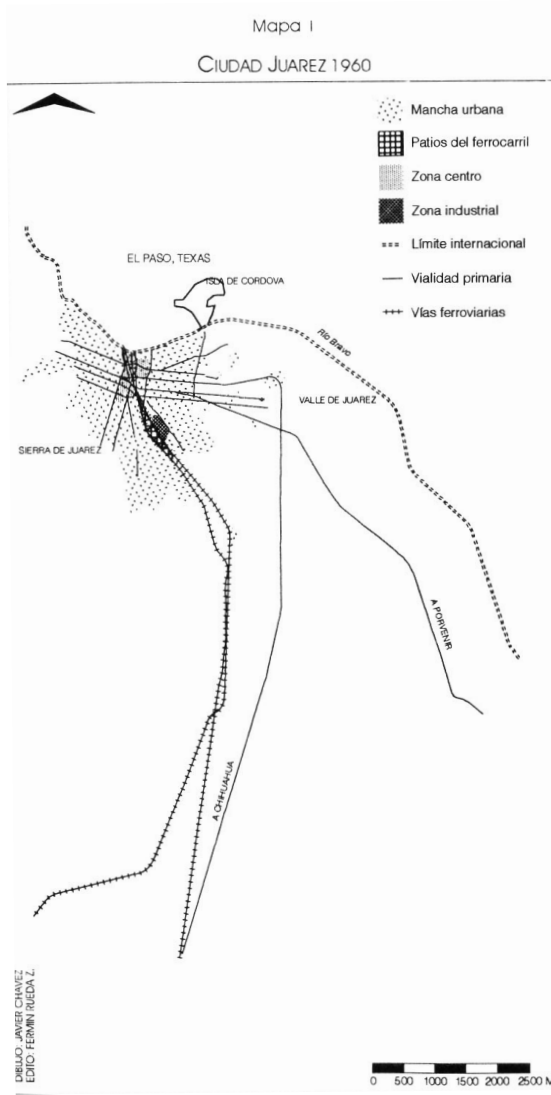 Mapa I
CIUDAD JUAREZ 1960
Mancha urbana
Patios del ferrocarril
Zona centro
Zona industrial
Límite internacional
Vialidad primaria
Vías ferroviarias
EL PASO, TEXAS
ISLA DE CORDOVA
Río Bravo
VALLE DE JUAREZ
SIERRA DE JUAREZ
A PORVENIR
A CHIHUAHUA
DIBUJO: JAVIER CHAVEZ
EDITO: FERMIN RUEDA Z.
0 500 1000 1500 2000 2500 M